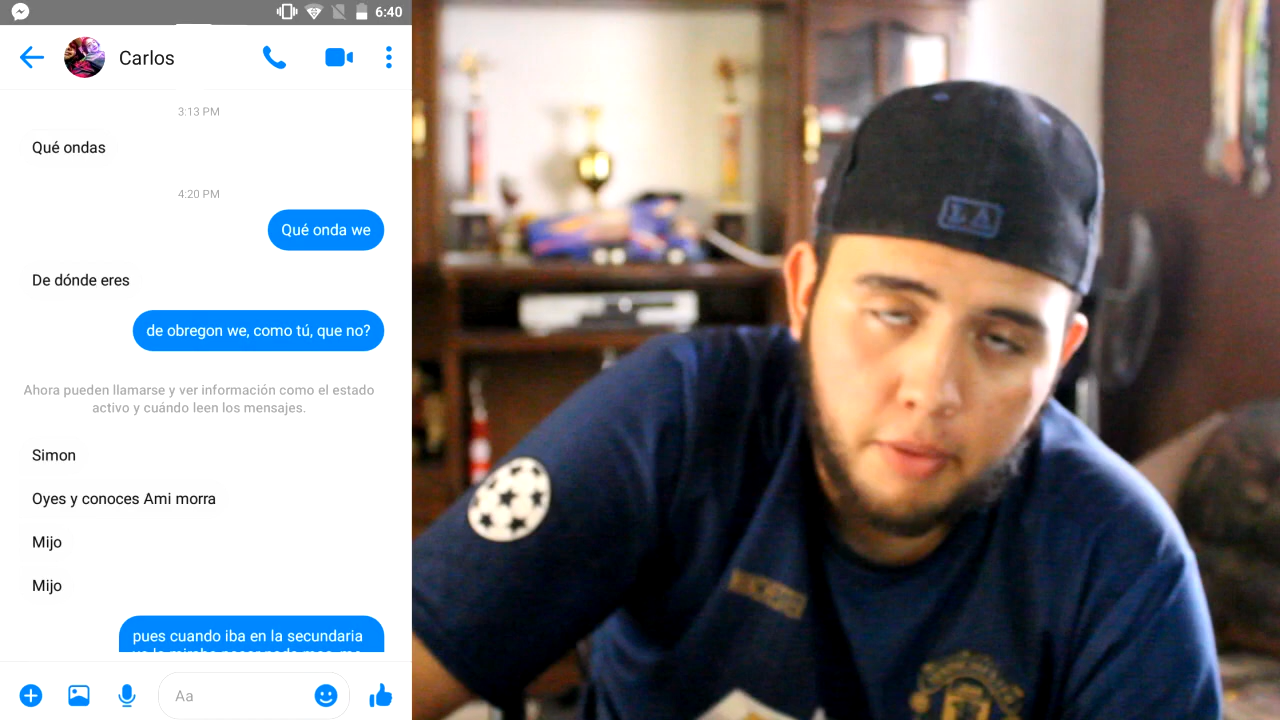 6:40
Carlos
3:13 PM
Qué ondas
4:20 PM
Qué onda we
De dónde eres
de obregon we, como tú, que no?
Ahora pueden llamarse y ver información como el estado
activo y cuándo leen los mensajes.
Simon
Oyes y conoces Ami morra
Mijo
Mijo
pues cuando iba en la secundaria
Aa
LA